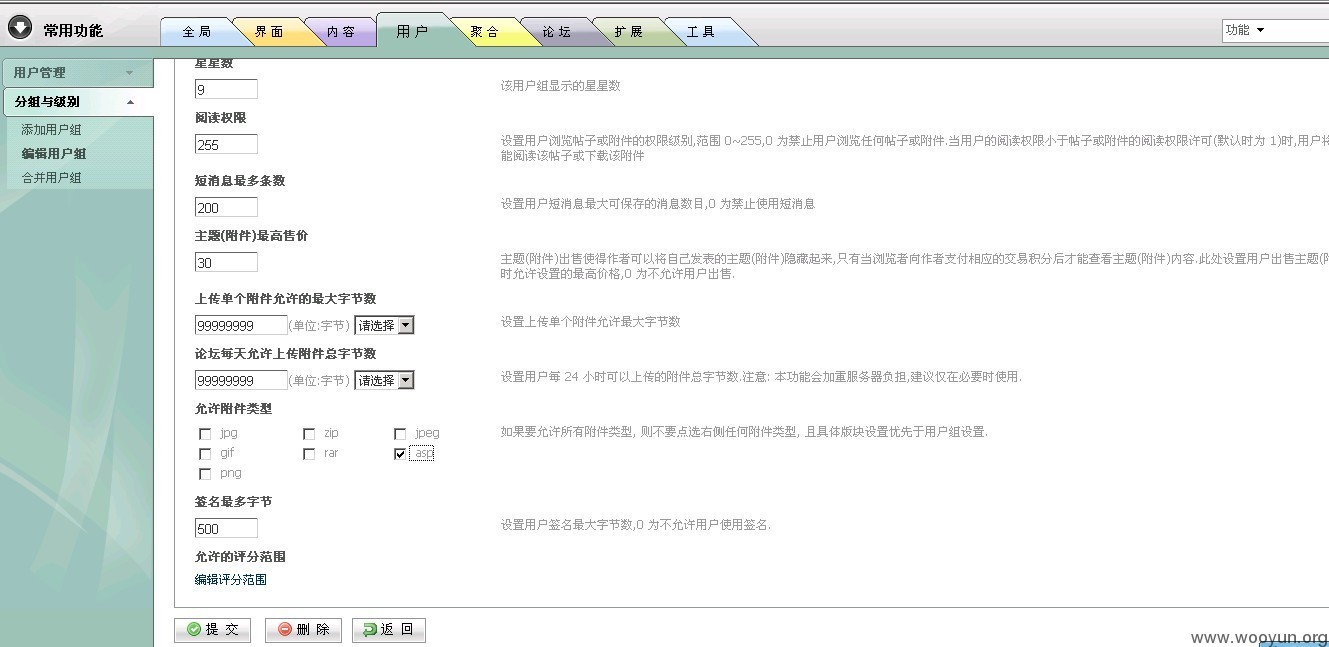 常用功能
全局 界面 内容 用户 聚合 论坛 扩展 工具
功能
用户管理
分组与级别
添加用户组
编辑用户组
合并用户组
星星数
9
该用户组显示的星星数
阅读权限
255
设置用户浏览帖子或附件的权限级别,范围 0~255,0 为禁止用户浏览任何帖子或附件.当用户的阅读权限小于帖子或附件的阅读权限许可(默认时为 1)时,用户将
能阅读该帖子或下载该附件
短消息最多条数
200
设置用户短消息最大可保存的消息数目,0 为禁止使用短消息
主题(附件)最高售价
30
主题(附件)出售使得作者可以将自己发表的主题(附件)隐藏起来,只有当浏览者向作者支付相应的交易积分后才能查看主题(附件)内容.此处设置用户出售主题(
时允许设置的最高价格,0 为不允许用户出售.
上传单个附件允许的最大字节数
99999999 (单位:字节) 请选择
设置上传单个附件允许最大字节数
论坛每天允许上传附件总字节数
99999999 (单位:字节) 请选择
设置用户每 24 小时可以上传的附件总字节数.注意: 本功能会加重服务器负担,建议仅在必要时使用.
允许附件类型
jpg zip jpeg
gif rar asp
png
如果要允许所有附件类型, 则不要点选右侧任何附件类型, 且具体版块设置优先于用户组设置.
签名最多字节
500
设置用户签名最大字节数,0 为不允许用户使用签名.
允许的评分范围
编辑评分范围
提 交 删 除 返 回
www.wooyun.org